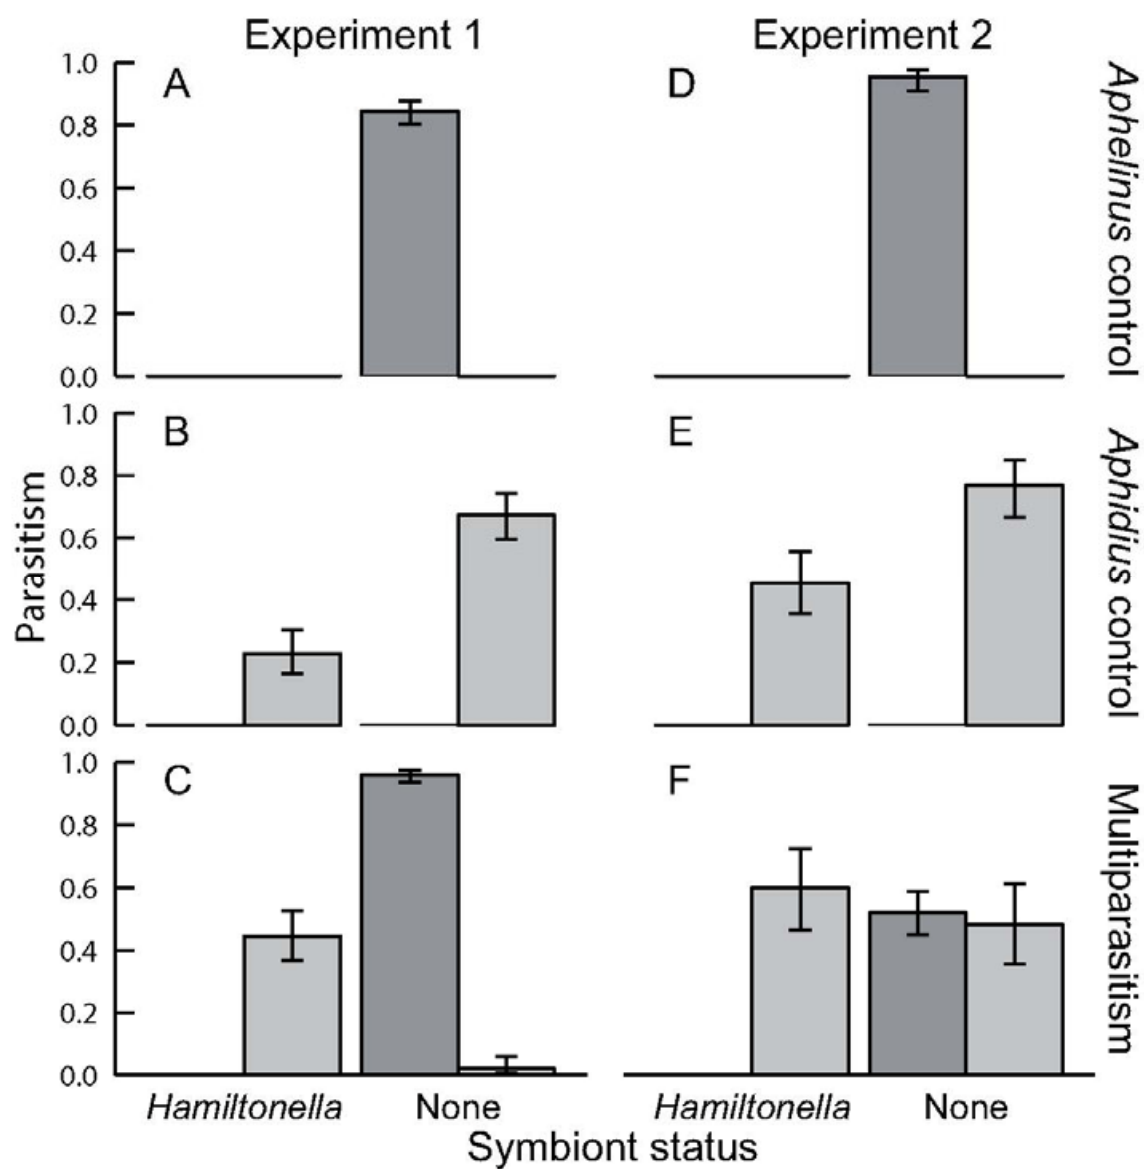 Experiment 1
Experiment 2
A
1.0
0.8
0.6
0.4
0.2
0.0
D
Aphelinus control
B
1.0
0.8
0.6
0.4
0.2
0.0
E
Aphidius control
Parasitism
C
1.0
0.8
0.6
0.4
0.2
0.0
F
Multiparasitism
Hamiltonella
None
Hamiltonella
None
Symbiont status